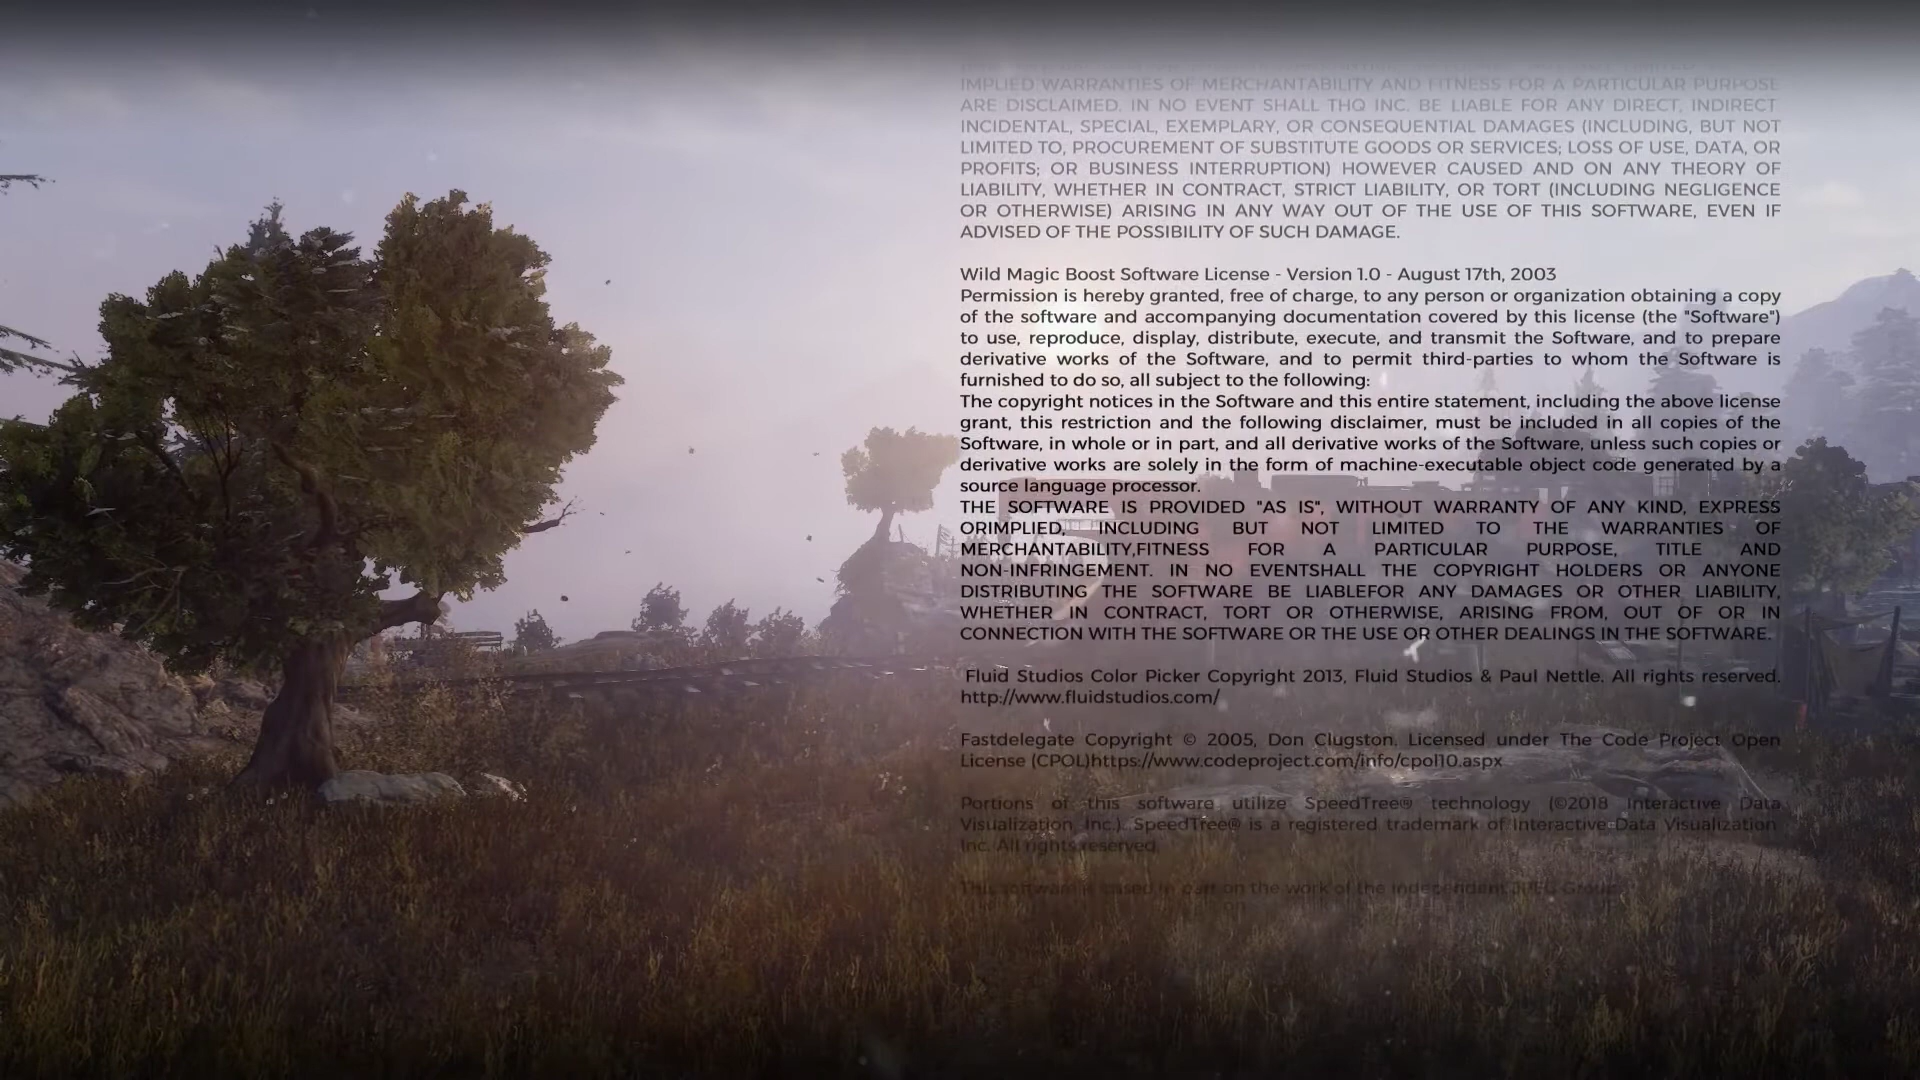 IMPLIED WARRANTIES OF MERCHANTABILITY AND FITNESS FOR A PARTICULAR PURPOSE
ARE DISCLAIMED. IN NO EVENT SHALL THQ INC. BE LIABLE FOR ANY DIRECT, INDIRECT
INCIDENTAL, SPECIAL, EXEMPLARY, OR CONSEQUENTIAL DAMAGES (INCLUDING, BUT NOT
LIMITED TO, PROCUREMENT OF SUBSTITUTE GOODS OR SERVICES; LOSS OF USE, DATA, OR
PROFITS; OR BUSINESS INTERRUPTION) HOWEVER CAUSED AND ON ANY THEORY OF
LIABILITY, WHETHER IN CONTRACT, STRICT LIABILITY, OR TORT (INCLUDING NEGLIGENCE
OR OTHERWISE) ARISING IN ANY WAY OUT OF THE USE OF THIS SOFTWARE, EVEN IF
ADVISED OF THE POSSIBILITY OF SUCH DAMAGE.
Wild Magic Boost Software License - Version 1.0 - August 17th, 2003
Permission is hereby granted, free of charge, to any person or organization obtaining a copy
of the software and accompanying documentation covered by this license (the "Software")
to use, reproduce, display, distribute, execute, and transmit the Software, and to prepare
derivative works of the Software, and to permit third-parties to whom the Software is
furnished to do so, all subject to the following:
The copyright notices in the Software and this entire statement, including the above license
grant, this restriction and the following disclaimer, must be included in all copies of the
Software, in whole or in part, and all derivative works of the Software, unless such copies or
derivative works are solely in the form of machine-executable object code generated by a
source language processor.
THE SOFTWARE IS PROVIDED "AS IS", WITHOUT WARRANTY OF ANY KIND, EXPRESS
ORIMPLIED, INCLUDING BUT NOT LIMITED TO THE WARRANTIES OF
MERCHANTABILITY,FITNESS FOR A PARTICULAR PURPOSE, TITLE AND
NON-INFRINGEMENT. IN NO EVENTSHALL THE COPYRIGHT HOLDERS OR ANYONE
DISTRIBUTING THE SOFTWARE BE LIABLEFOR ANY DAMAGES OR OTHER LIABILITY,
WHETHER IN CONTRACT, TORT OR OTHERWISE, ARISING FROM, OUT OF OR IN
CONNECTION WITH THE SOFTWARE OR THE USE OR OTHER DEALINGS IN THE SOFTWARE.
Fluid Studios Color Picker Copyright 2013, Fluid Studios & Paul Nettle. All rights reserved.
http://www.fluidstudios.com/
Fastdelegate Copyright © 2005, Don Clugston. Licensed under The Code Project Open
License (CPOL)https://www.codeproject.com/info/cpol10.aspx
Portions of this software utilize SpeedTree® technology (©2018 Interactive Data
Visualization, Inc.). SpeedTree® is a registered trademark of Interactive Data Visualization
Inc. All rights reserved.
This software is based in part on the work of the Independent JPEG Group.